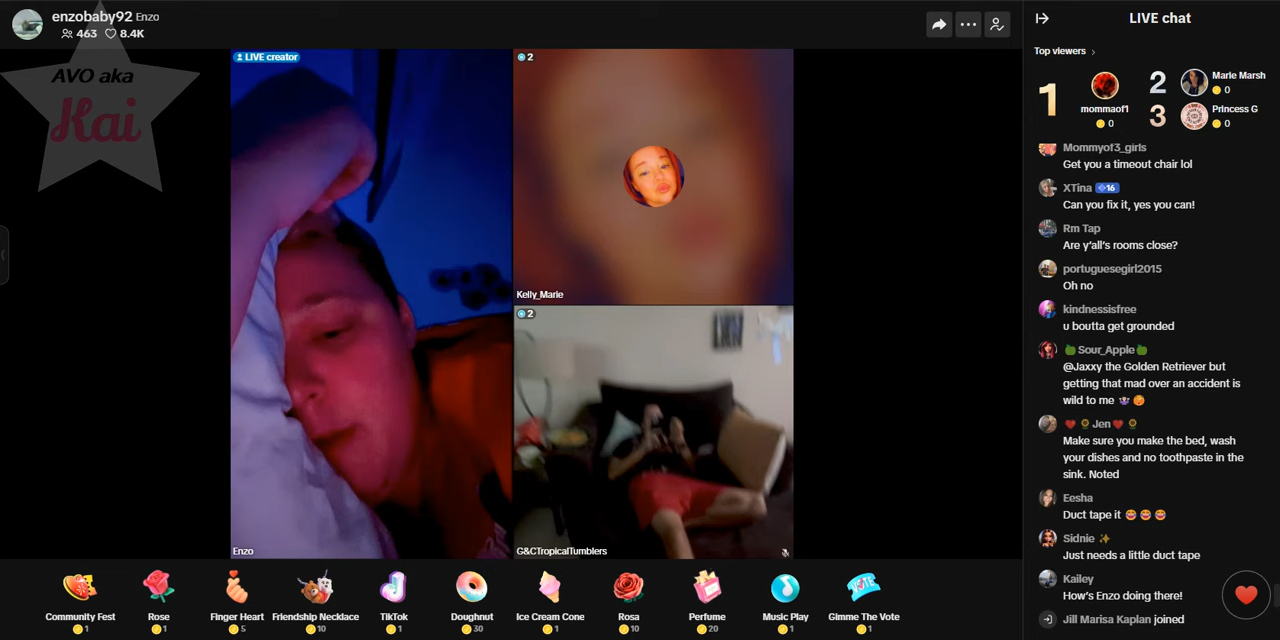 enzobaby92 Enzo
463 8.4K
AVO aka
Kai
LIVE creator
2
Kelly_Marie
2
Enzo
G&CTropicalTumblers
Community Fest
1
Rose
1
Finger Heart
5
Friendship Necklace
10
TikTok
1
Doughnut
30
Ice Cream Cone
1
Rosa
10
Perfume
20
Music Play
1
Gimme The Vote
1
LIVE chat
Top viewers
1
mommaof1
0
2
Marie Marsh
0
3
Princess G
0
Mommyof3_girls
Get you a timeout chair lol
XTina 16
Can you fix it, yes you can!
Rm Tap
Are y'all's rooms close?
portuguesegirl2015
Oh no
kindnessisfree
u boutta get grounded
🍏Sour_Apple🍏
@Jaxxy the Golden Retriever but
getting that mad over an accident is
wild to me
Jen
Make sure you make the bed, wash
your dishes and no toothpaste in the
sink. Noted
Eesha
Duct tape it 😂😂😂
Sidnie ✨
Just needs a little duct tape
Kailey
How's Enzo doing there!
Jill Marisa Kaplan joined